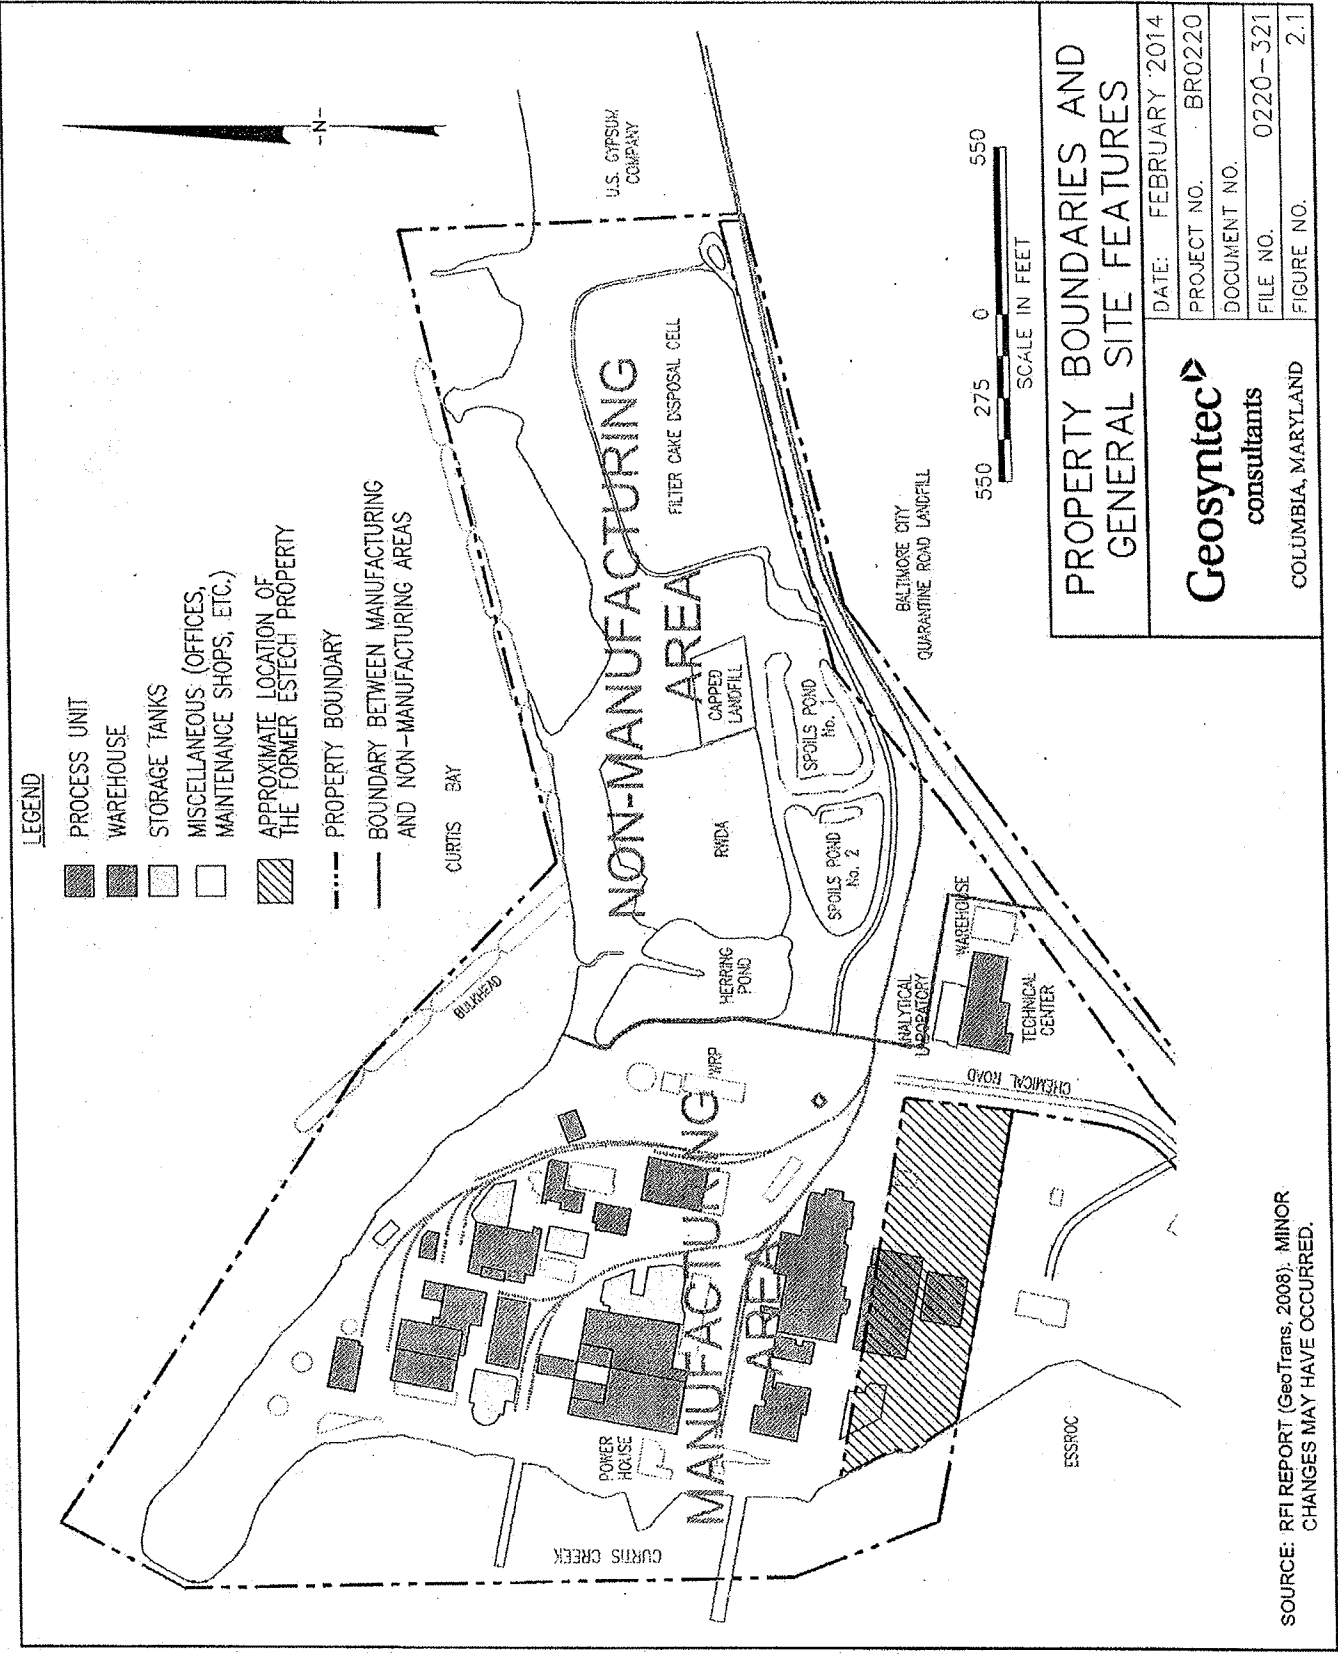 LEGEND
PROCESS UNIT
WAREHOUSE
STORAGE TANKS
MISCELLANEOUS (OFFICES,
MAINTENANCE SHOPS, ETC.)
APPROXIMATE LOCATION OF
THE FORMER ESTECH PROPERTY
PROPERTY BOUNDARY
BOUNDARY BETWEEN MANUFACTURING
AND NON-MANUFACTURING AREAS
-N-
CURTIS BAY
BULKHEAD
U.S. GYPSUM
COMPANY
NON-MANUFACTURING
AREA
FILTER CAKE DISPOSAL CELL
CAPPED
LANDFILL
RWDA
HERRING
POND
SPOILS POND
No. 1
SPOILS POND
No. 2
BALTIMORE CITY
QUARANTINE ROAD LANDFILL
WAREHOUSE
ANALYTICAL
LABORATORY
TECHNICAL
CENTER
CHEMICAL ROAD
WRP
MANUFACTURING
AREA
POWER
HOUSE
CURTIS CREEK
ESSROC
550 275 0 550
SCALE IN FEET
PROPERTY BOUNDARIES AND
GENERAL SITE FEATURES
Geosyntec
consultants
COLUMBIA, MARYLAND
DATE: FEBRUARY 2014
PROJECT NO. BR0220
DOCUMENT NO.
FILE NO. 0220-321
FIGURE NO. 2.1
SOURCE: RFI REPORT (GeoTrans, 2008). MINOR
CHANGES MAY HAVE OCCURRED.